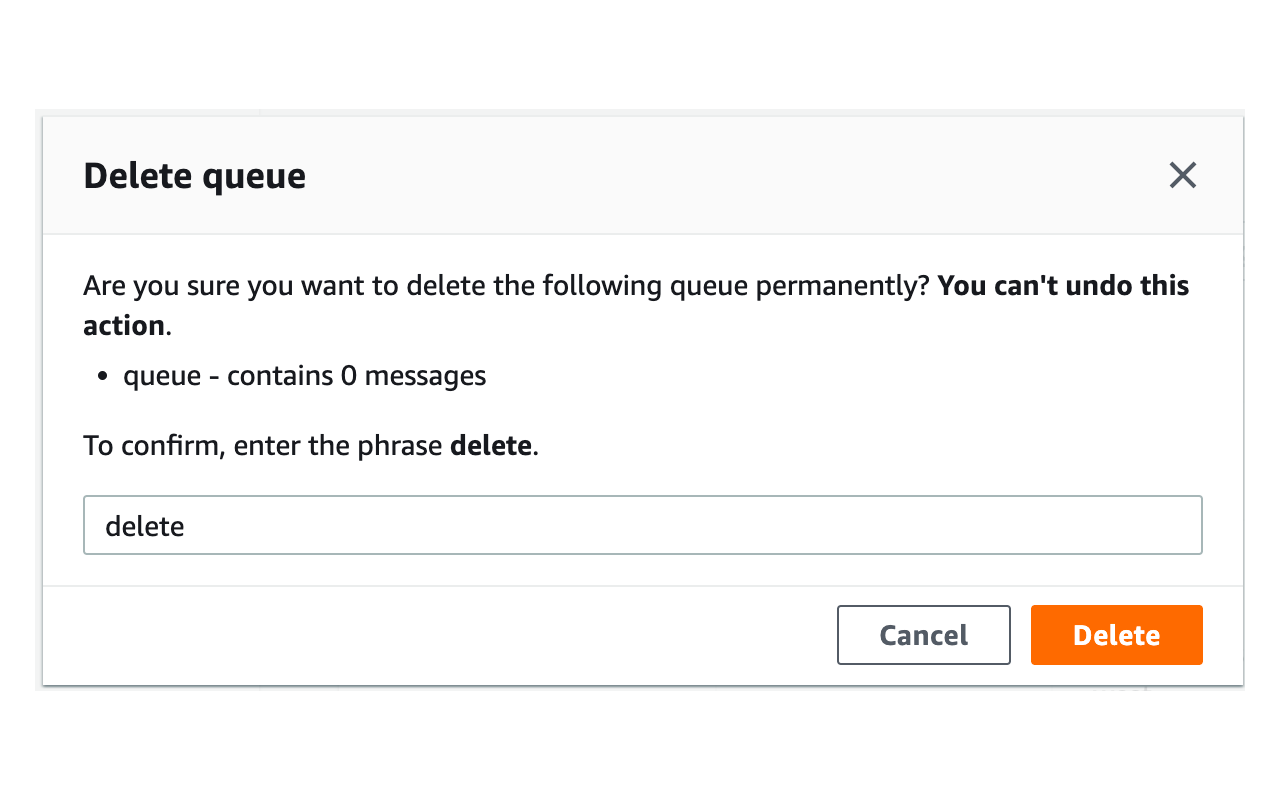 Delete queue
Are you sure you want to delete the following queue permanently? You can't undo this
action.
• queue - contains 0 messages
To confirm, enter the phrase delete.
delete
Cancel
Delete